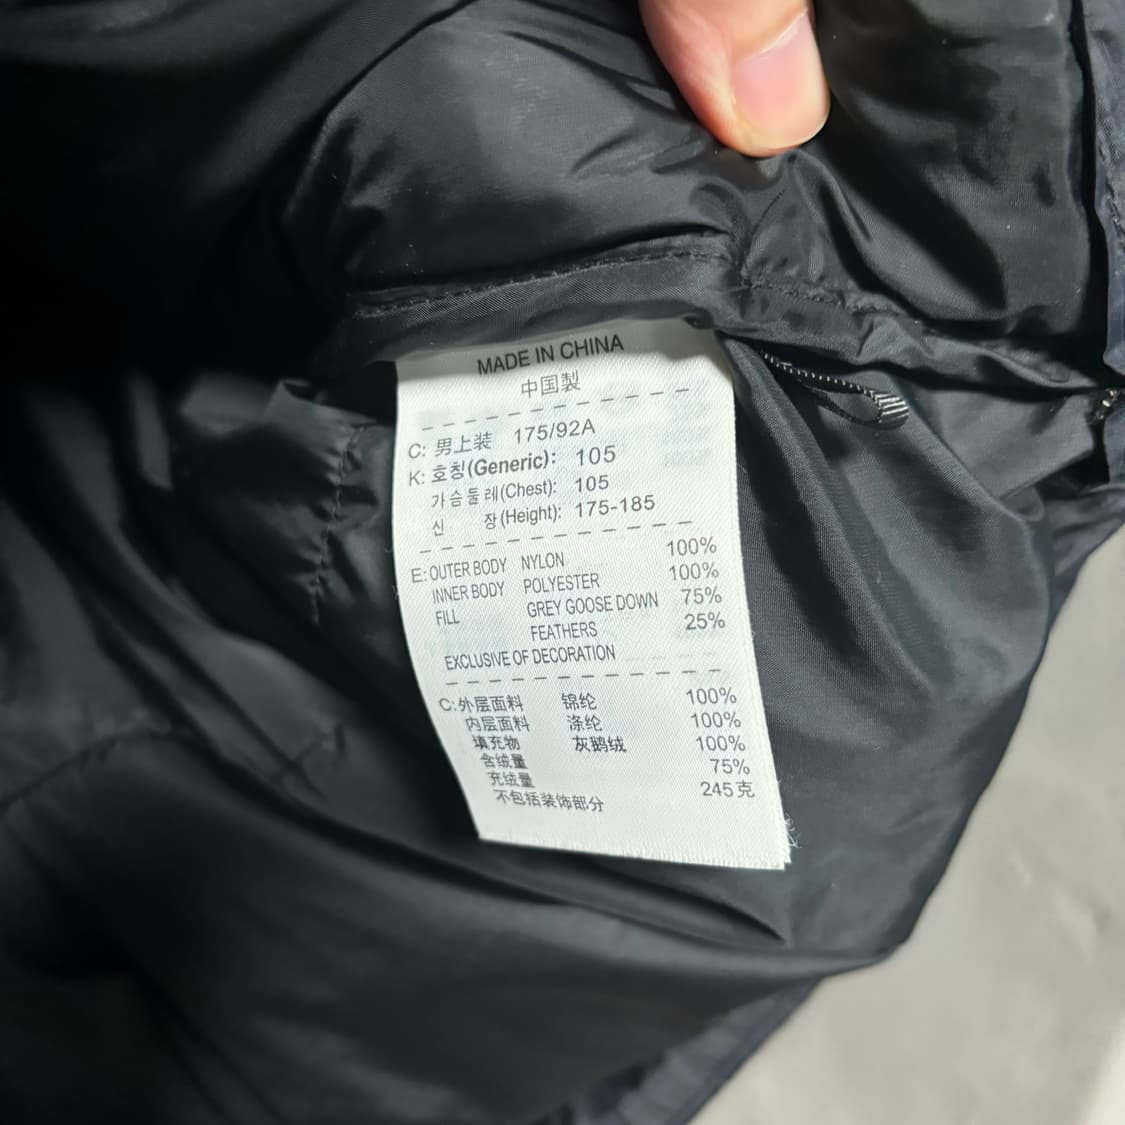 MADE IN CHINA
中国製
C: 男上装 175/92A
K: 호칭(Generic): 105
가슴둘레(Chest): 105
신 장(Height): 175-185
E: OUTER BODY NYLON 100%
INNER BODY POLYESTER 100%
FILL GREY GOOSE DOWN 75%
FEATHERS 25%
EXCLUSIVE OF DECORATION
C: 外层面料 锦纶 100%
内层面料 涤纶 100%
填充物 灰鹅绒 100%
含绒量 75%
充绒量 245克
不包括装饰部分